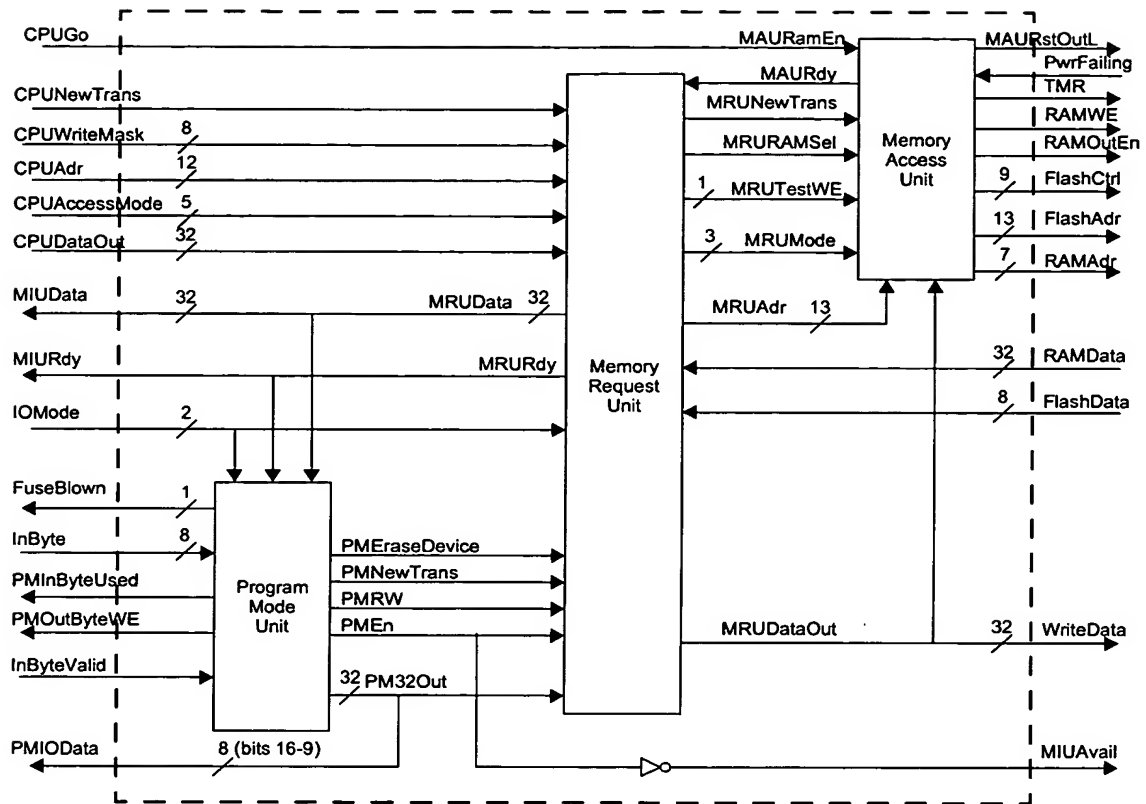 CPUGo
MAURamEn
MAURstOutL
MAURdy
PwrFailing
CPUNewTrans
MRUNewTrans
TMR
CPUWriteMask
8
RAMWE
CPUAdr
12
MRURAMSel
Memory
Access
Unit
RAMOutEn
CPUAccessMode
5
1
MRUTestWE
9
FlashCtrl
CPUDataOut
32
3
MRUMode
13
FlashAdr
7
RAMAdr
MIUData
32
MRUData
32
MRUAdr
13
MIURdy
MRURdy
Memory
Request
Unit
32
RAMData
IOMode
2
8
FlashData
FuseBlown
1
InByte
8
PMEraseDevice
PMInByteUsed
Program
Mode
Unit
PMNewTrans
PMRW
PMOutByteWE
PMEn
MRUDataOut
32
WriteData
InByteValid
32
PM32Out
PMIOData
8 (bits 16-9)
MIUAvail